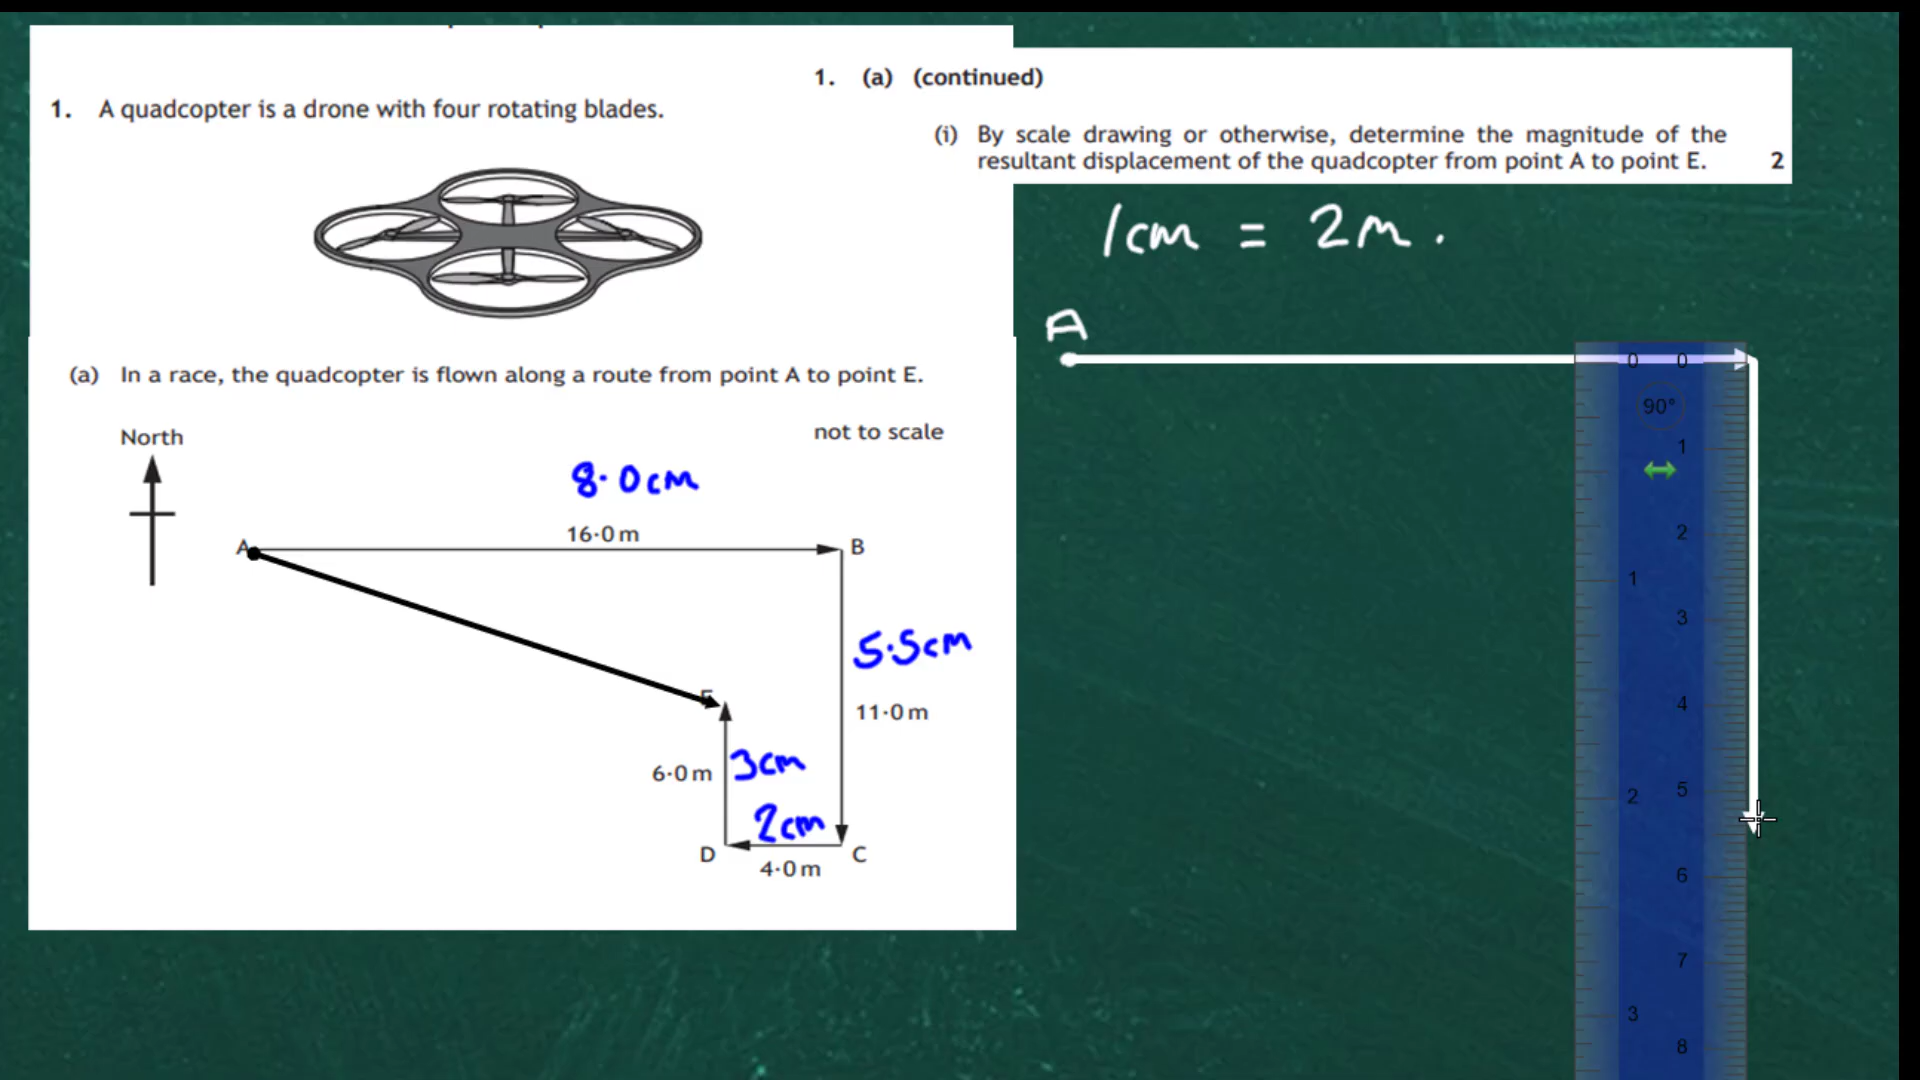 1. A quadcopter is a drone with four rotating blades.
(a) In a race, the quadcopter is flown along a route from point A to point E.
North
not to scale
8.0cm
16·0 m
A
B
5.5cm
11·0 m
E
6·0 m
3cm
2cm
D
C
4·0 m
1. (a) (continued)
(i) By scale drawing or otherwise, determine the magnitude of the
resultant displacement of the quadcopter from point A to point E. 2
1cm = 2m.
A
0 0
90°
1
2
1
3
4
2 5
6
7
3
8